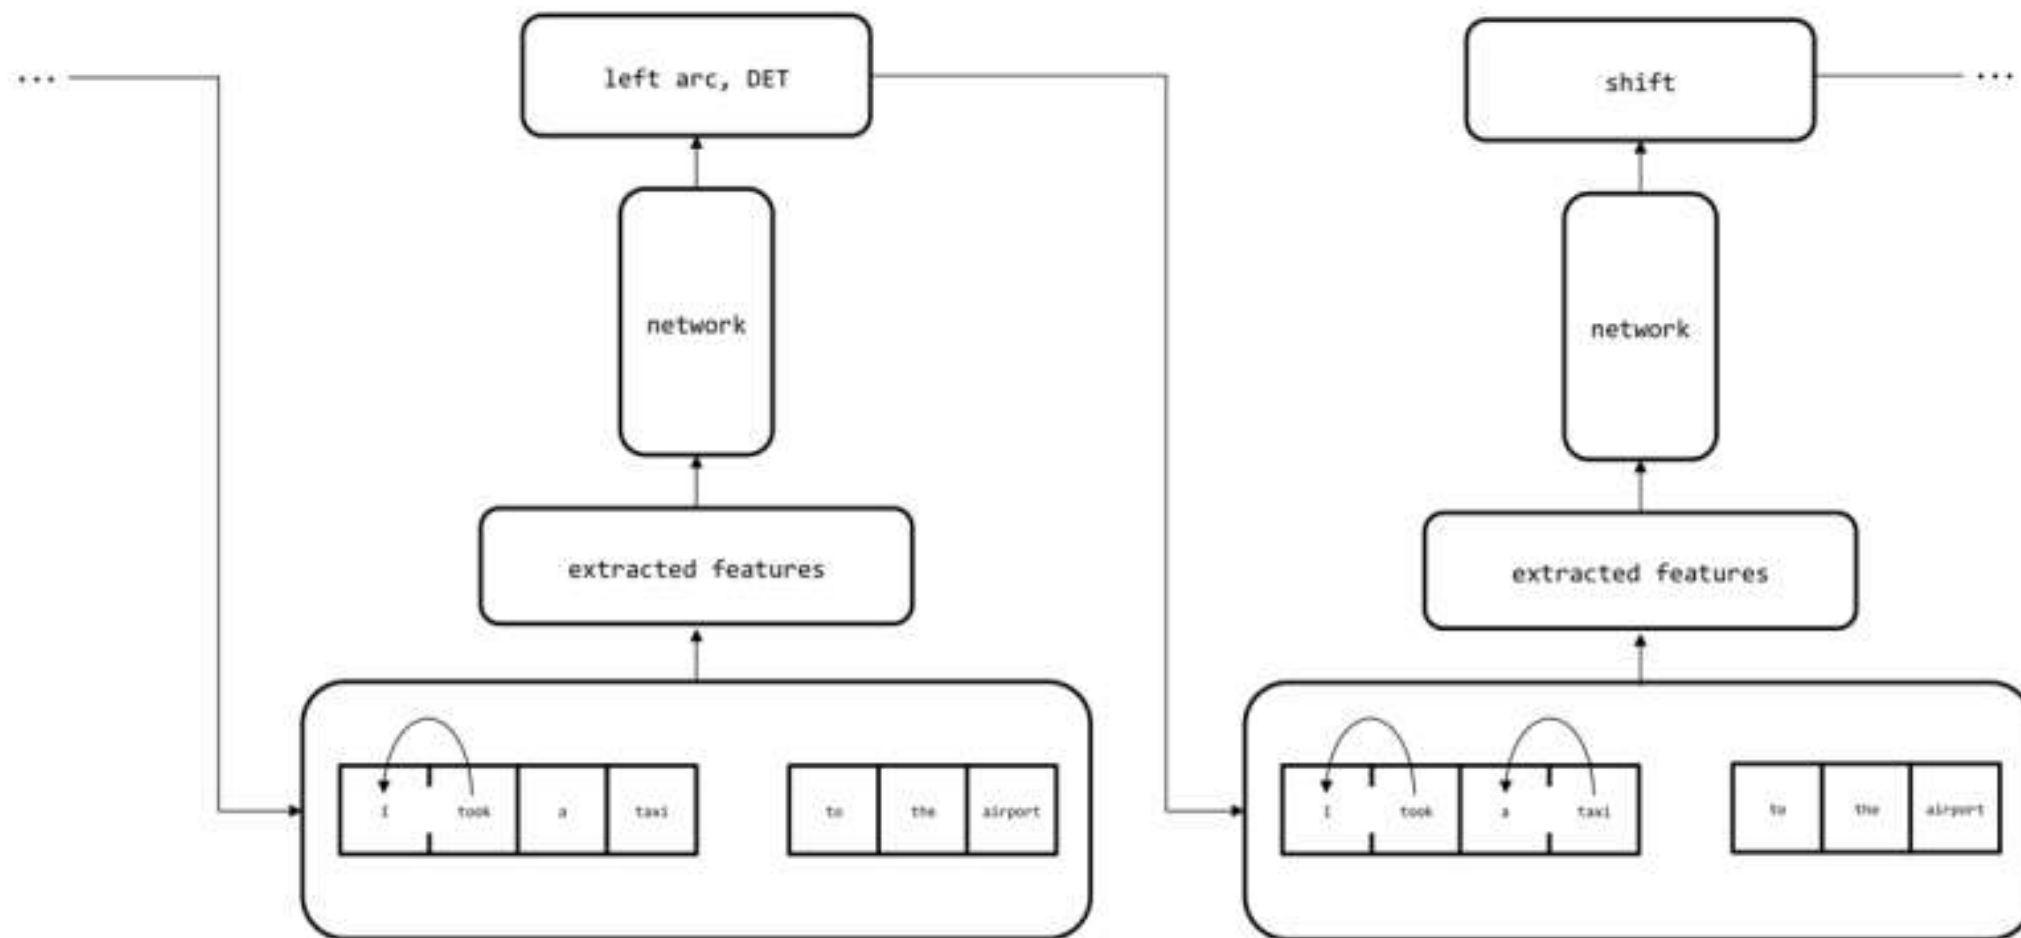 ...
left arc, DET
shift
...
network
network
extracted features
extracted features
I took a taxi
to the airport
I took a taxi
to the airport